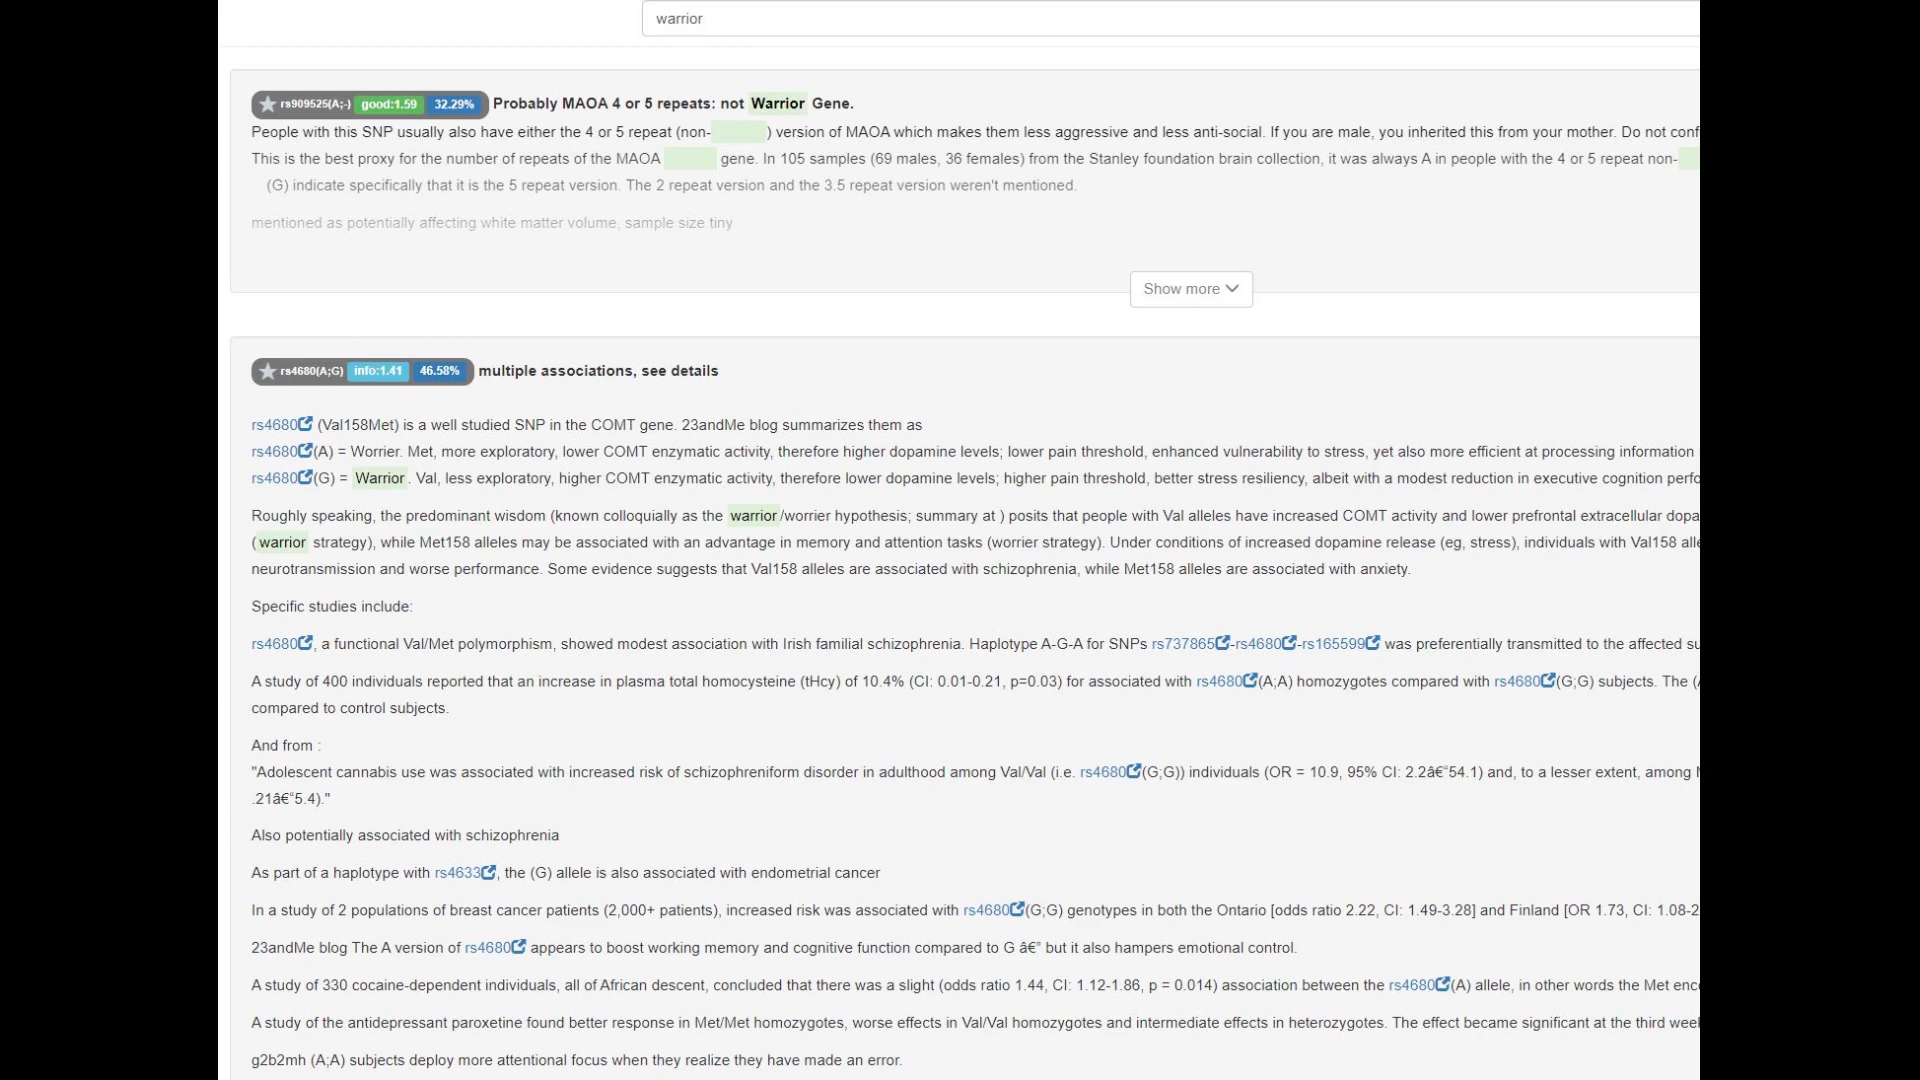 warrior
rs909525(A;-) good:1.59 32.29% Probably MAOA 4 or 5 repeats: not Warrior Gene.
People with this SNP usually also have either the 4 or 5 repeat (non- ) version of MAOA which makes them less aggressive and less anti-social. If you are male, you inherited this from your mother. Do not conf
This is the best proxy for the number of repeats of the MAOA gene. In 105 samples (69 males, 36 females) from the Stanley foundation brain collection, it was always A in people with the 4 or 5 repeat non-
(G) indicate specifically that it is the 5 repeat version. The 2 repeat version and the 3.5 repeat version weren't mentioned.
mentioned as potentially affecting white matter volume, sample size tiny
Show more
rs4680(A;G) info:1.41 46.58% multiple associations, see details
rs4680 (Val158Met) is a well studied SNP in the COMT gene. 23andMe blog summarizes them as
rs4680(A) = Worrier. Met, more exploratory, lower COMT enzymatic activity, therefore higher dopamine levels; lower pain threshold, enhanced vulnerability to stress, yet also more efficient at processing information
rs4680(G) = Warrior. Val, less exploratory, higher COMT enzymatic activity, therefore lower dopamine levels; higher pain threshold, better stress resiliency, albeit with a modest reduction in executive cognition perfo
Roughly speaking, the predominant wisdom (known colloquially as the warrior/worrier hypothesis; summary at ) posits that people with Val alleles have increased COMT activity and lower prefrontal extracellular dopa
(warrior strategy), while Met158 alleles may be associated with an advantage in memory and attention tasks (worrier strategy). Under conditions of increased dopamine release (eg, stress), individuals with Val158 alle
neurotransmission and worse performance. Some evidence suggests that Val158 alleles are associated with schizophrenia, while Met158 alleles are associated with anxiety.
Specific studies include:
rs4680, a functional Val/Met polymorphism, showed modest association with Irish familial schizophrenia. Haplotype A-G-A for SNPs rs737865-rs4680-rs165599 was preferentially transmitted to the affected su
A study of 400 individuals reported that an increase in plasma total homocysteine (tHcy) of 10.4% (CI: 0.01-0.21, p=0.03) for associated with rs4680(A;A) homozygotes compared with rs4680(G;G) subjects. The (A
compared to control subjects.
And from :
"Adolescent cannabis use was associated with increased risk of schizophreniform disorder in adulthood among Val/Val (i.e. rs4680(G;G)) individuals (OR = 10.9, 95% CI: 2.2â€“54.1) and, to a lesser extent, among M
.21â€“5.4)."
Also potentially associated with schizophrenia
As part of a haplotype with rs4633, the (G) allele is also associated with endometrial cancer
In a study of 2 populations of breast cancer patients (2,000+ patients), increased risk was associated with rs4680(G;G) genotypes in both the Ontario [odds ratio 2.22, CI: 1.49-3.28] and Finland [OR 1.73, CI: 1.08-2
23andMe blog The A version of rs4680 appears to boost working memory and cognitive function compared to G â€” but it also hampers emotional control.
A study of 330 cocaine-dependent individuals, all of African descent, concluded that there was a slight (odds ratio 1.44, CI: 1.12-1.86, p = 0.014) association between the rs4680(A) allele, in other words the Met enco
A study of the antidepressant paroxetine found better response in Met/Met homozygotes, worse effects in Val/Val homozygotes and intermediate effects in heterozygotes. The effect became significant at the third weel
g2b2mh (A;A) subjects deploy more attentional focus when they realize they have made an error.